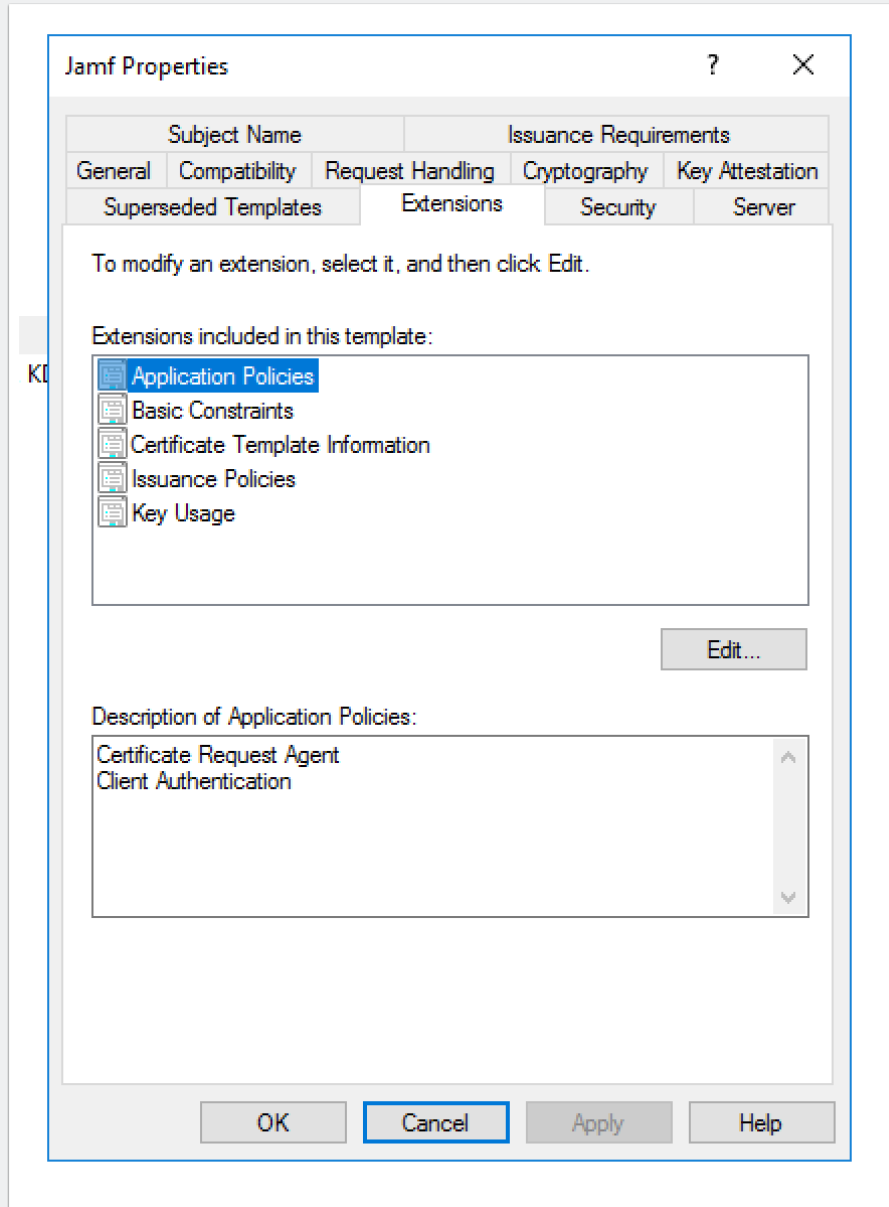 Jamf Properties ? ×
Subject Name Issuance Requirements
General Compatibility Request Handling Cryptography Key Attestation
Superseded Templates Extensions Security Server
To modify an extension, select it, and then click Edit.
Extensions included in this template:
Application Policies
Basic Constraints
Certificate Template Information
Issuance Policies
Key Usage
Edit...
Description of Application Policies:
Certificate Request Agent
Client Authentication
OK Cancel Apply Help